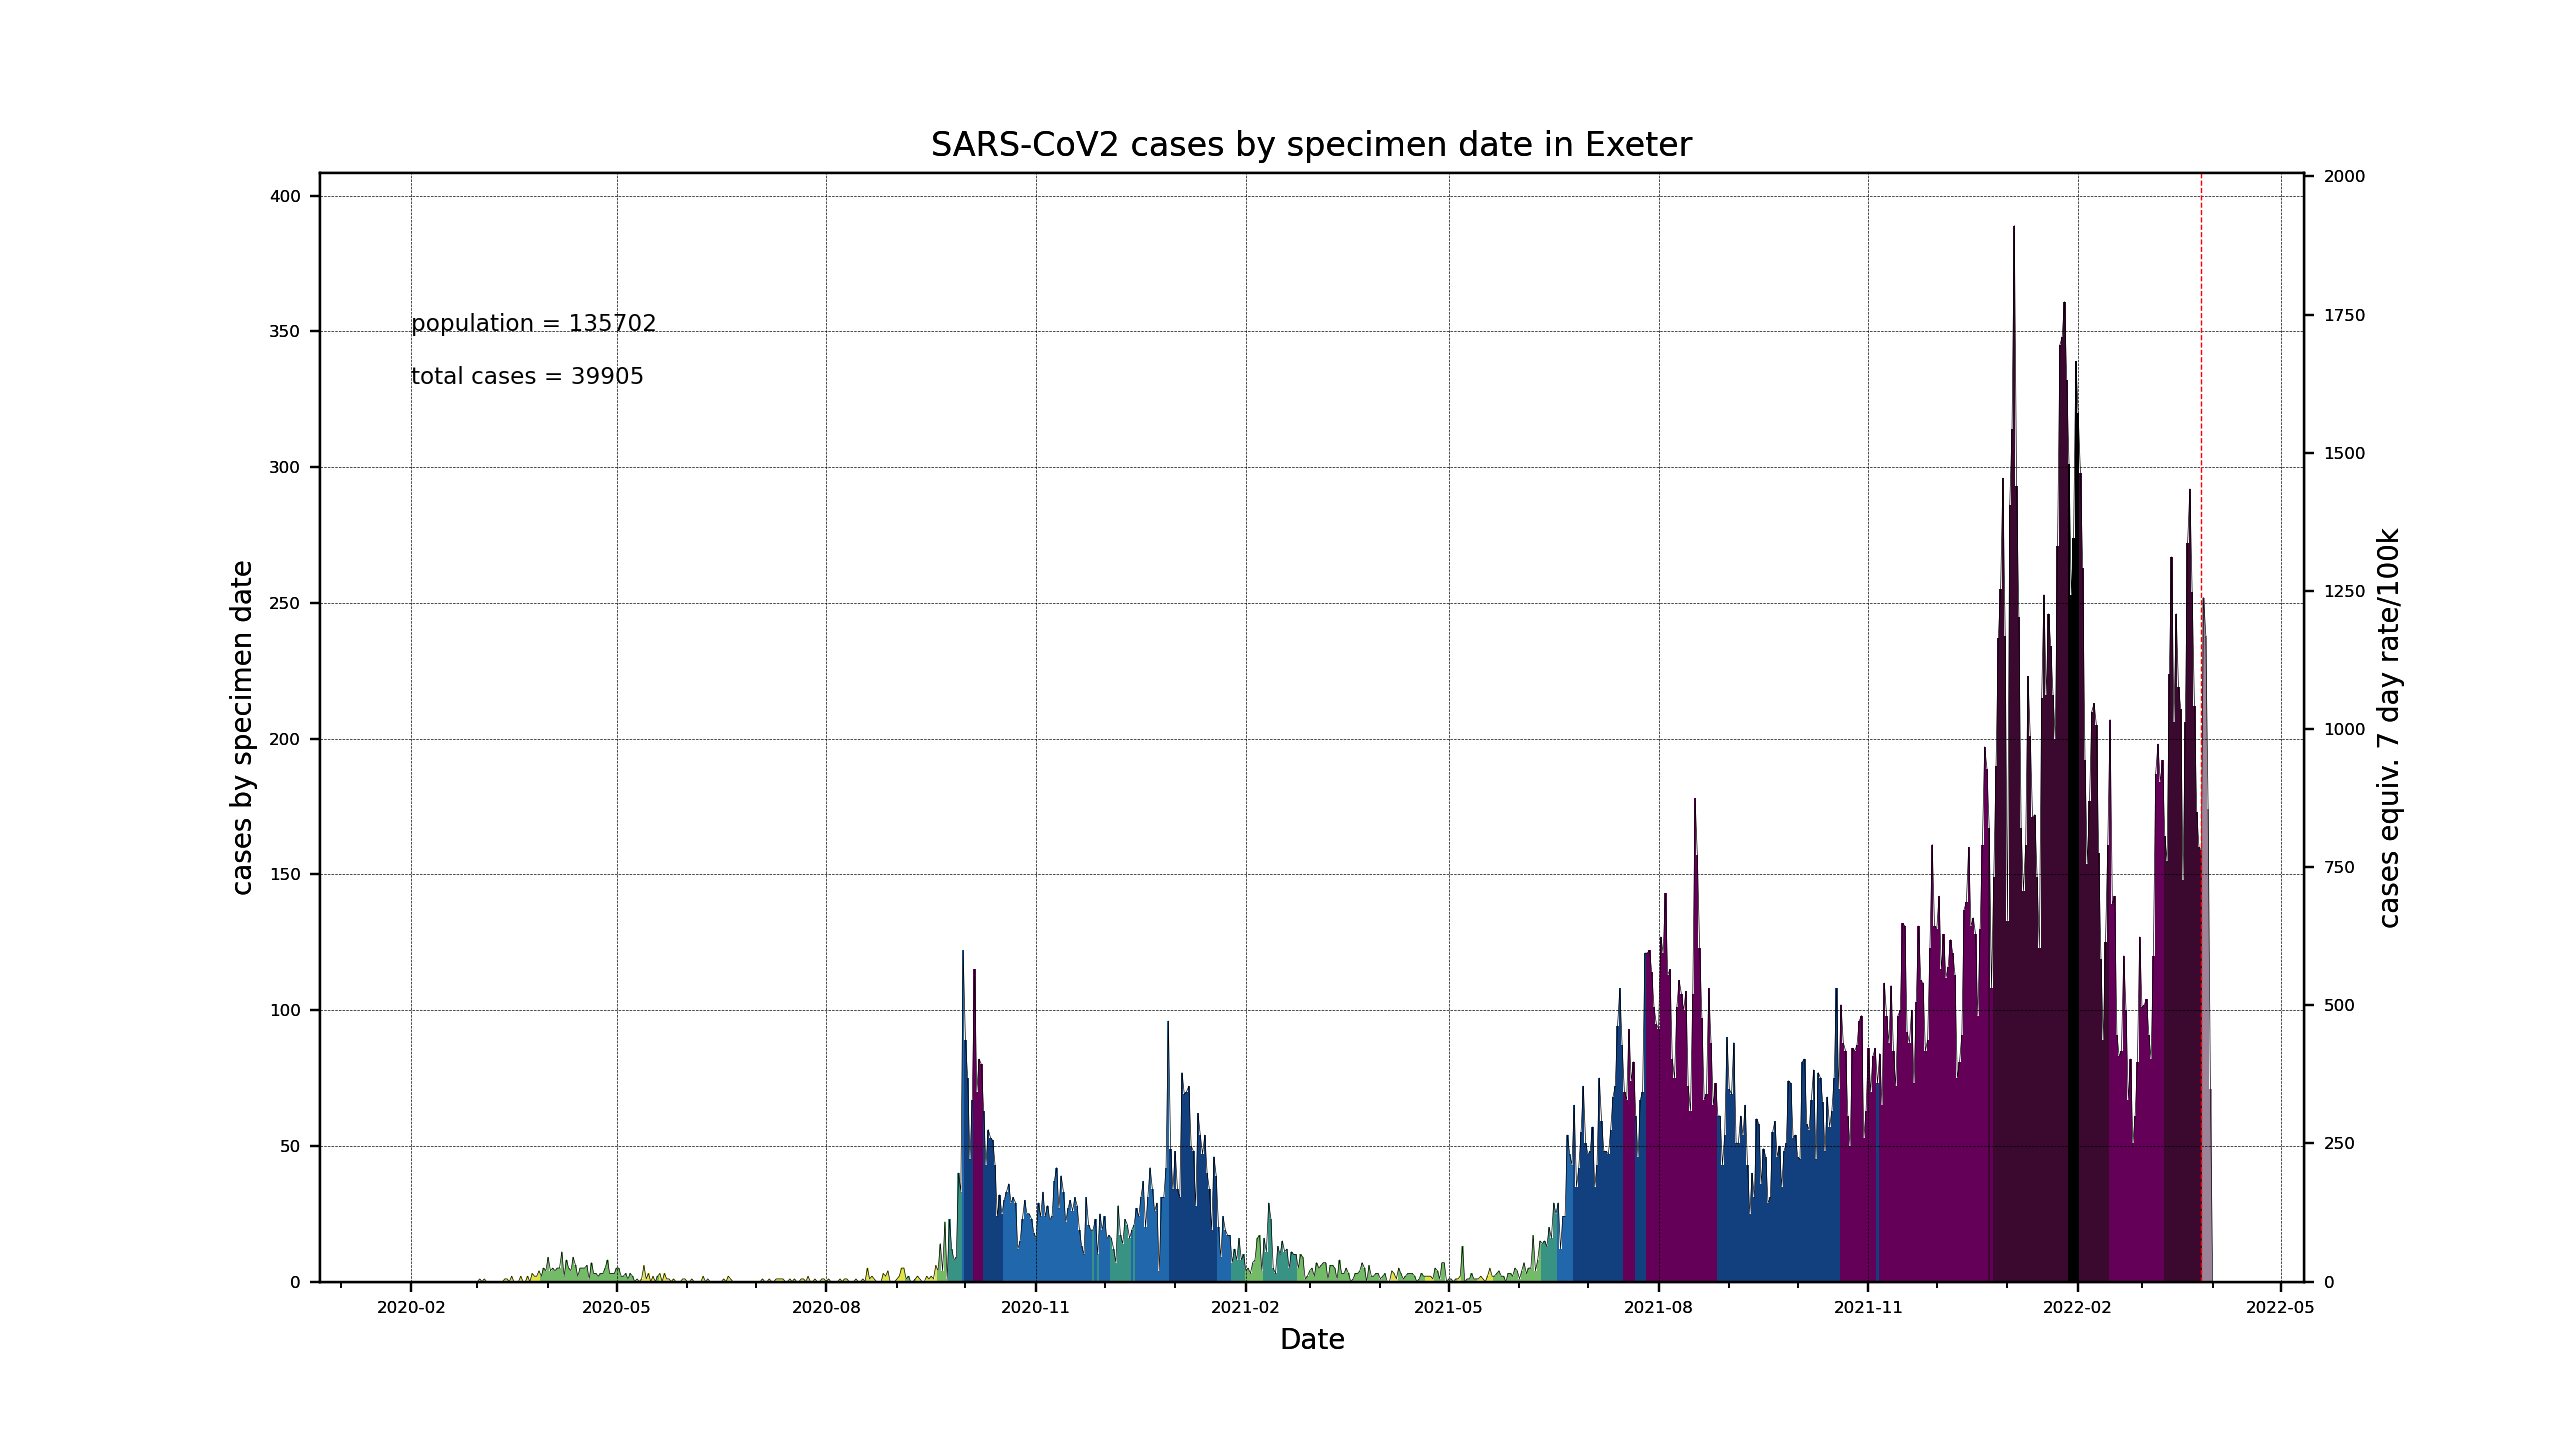 SARS-CoV2 cases by specimen date in Exeter
population = 135702
total cases = 39905
cases by specimen date
400
350
300
250
200
150
100
50
0
2000
1750
1500
1250
1000
750
500
250
0
cases equiv. 7 day rate/100k
2020-02 2020-05 2020-08 2020-11 2021-02 2021-05 2021-08 2021-11 2022-02 2022-05
Date